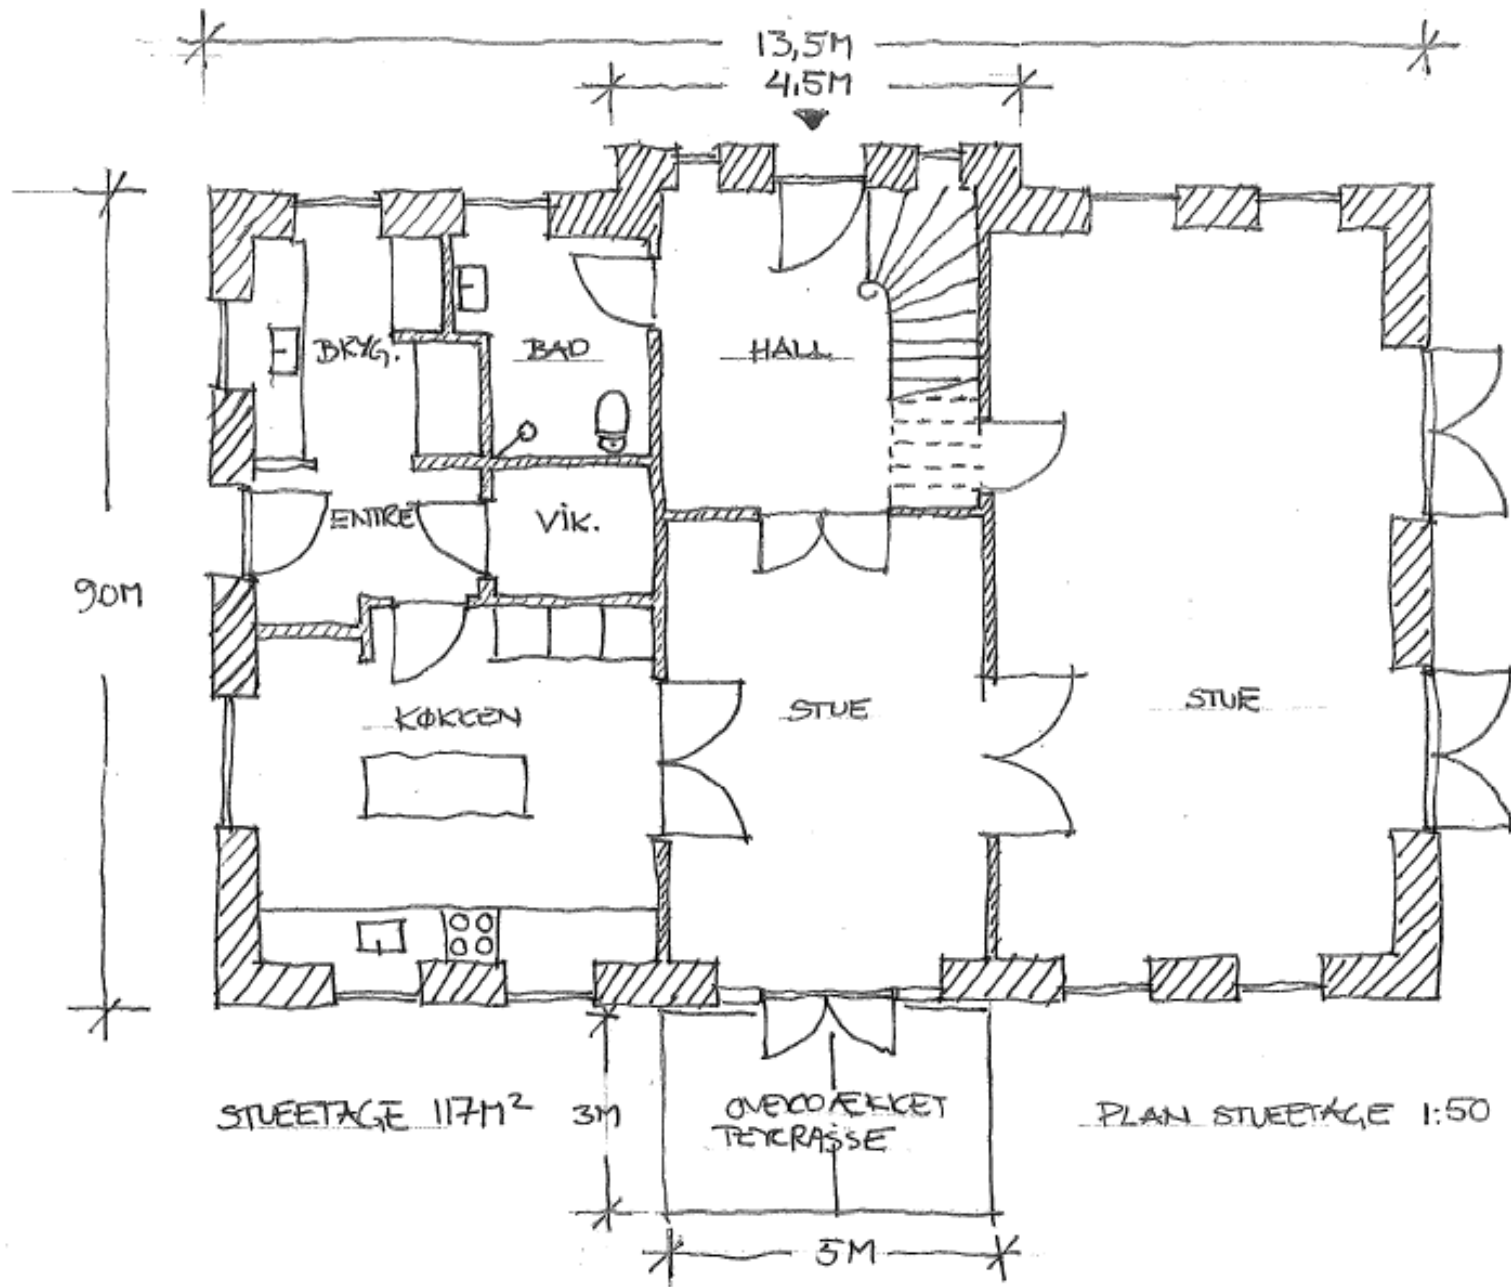 13,5M
4,5M
BRYG.
BAD
HALL
ENTRE
VIK.
90M
KØKKEN
STUE
STUE
STUEETAGE 117M²
3M
OVERDÆKKET
TERRASSE
PLAN STUEETAGE 1:50
5M